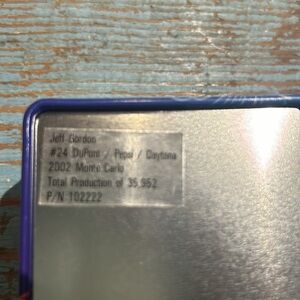 Jeff Gordon
#24 DuPont / Pepsi / Daytona
2002 Monte Carlo
Total Production of 35,952
P/N 102222